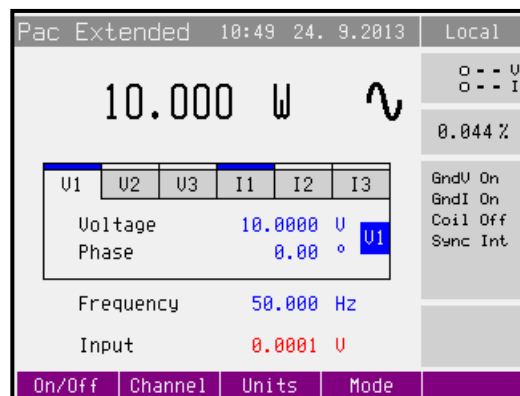 Pac Extended 10:49 24. 9.2013 Local
o-- V
o-- I
10.000 W
0.044 %
V1 V2 V3 I1 I2 I3
GndV On
GndI On
Coil Off
Sync Int
Voltage 10.0000 V
V1
Phase 0.00 °
Frequency 50.000 Hz
Input 0.0001 V
On/Off Channel Units Mode